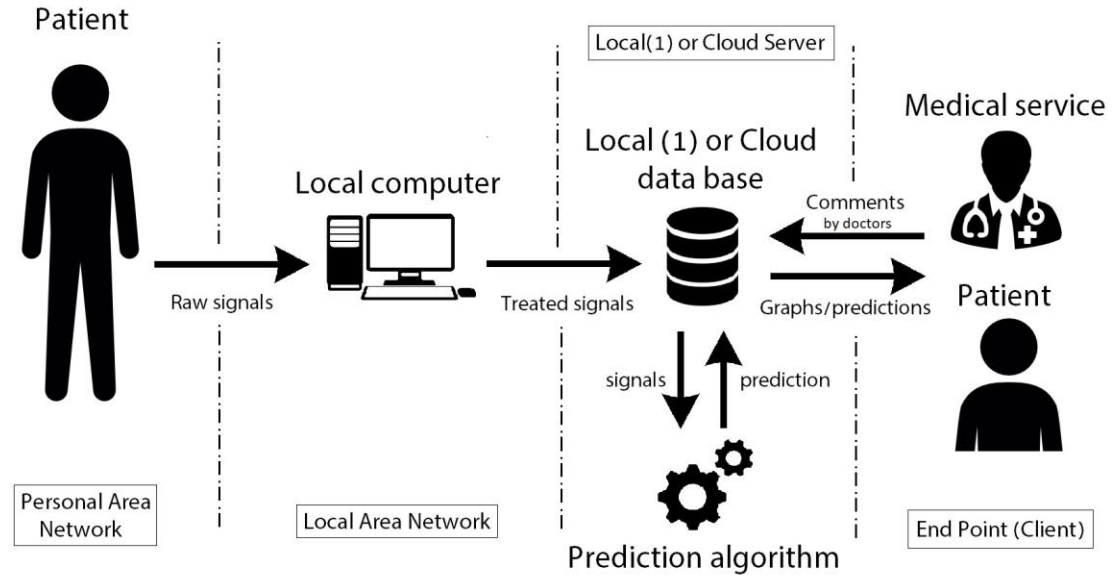 Patient
Local(1) or Cloud Server
Medical service
Local (1) or Cloud
data base
Local computer
Comments
by doctors
Raw signals
Treated signals
Graphs/predictions
Patient
signals
prediction
Personal Area
Network
Local Area Network
End Point (Client)
Prediction algorithm